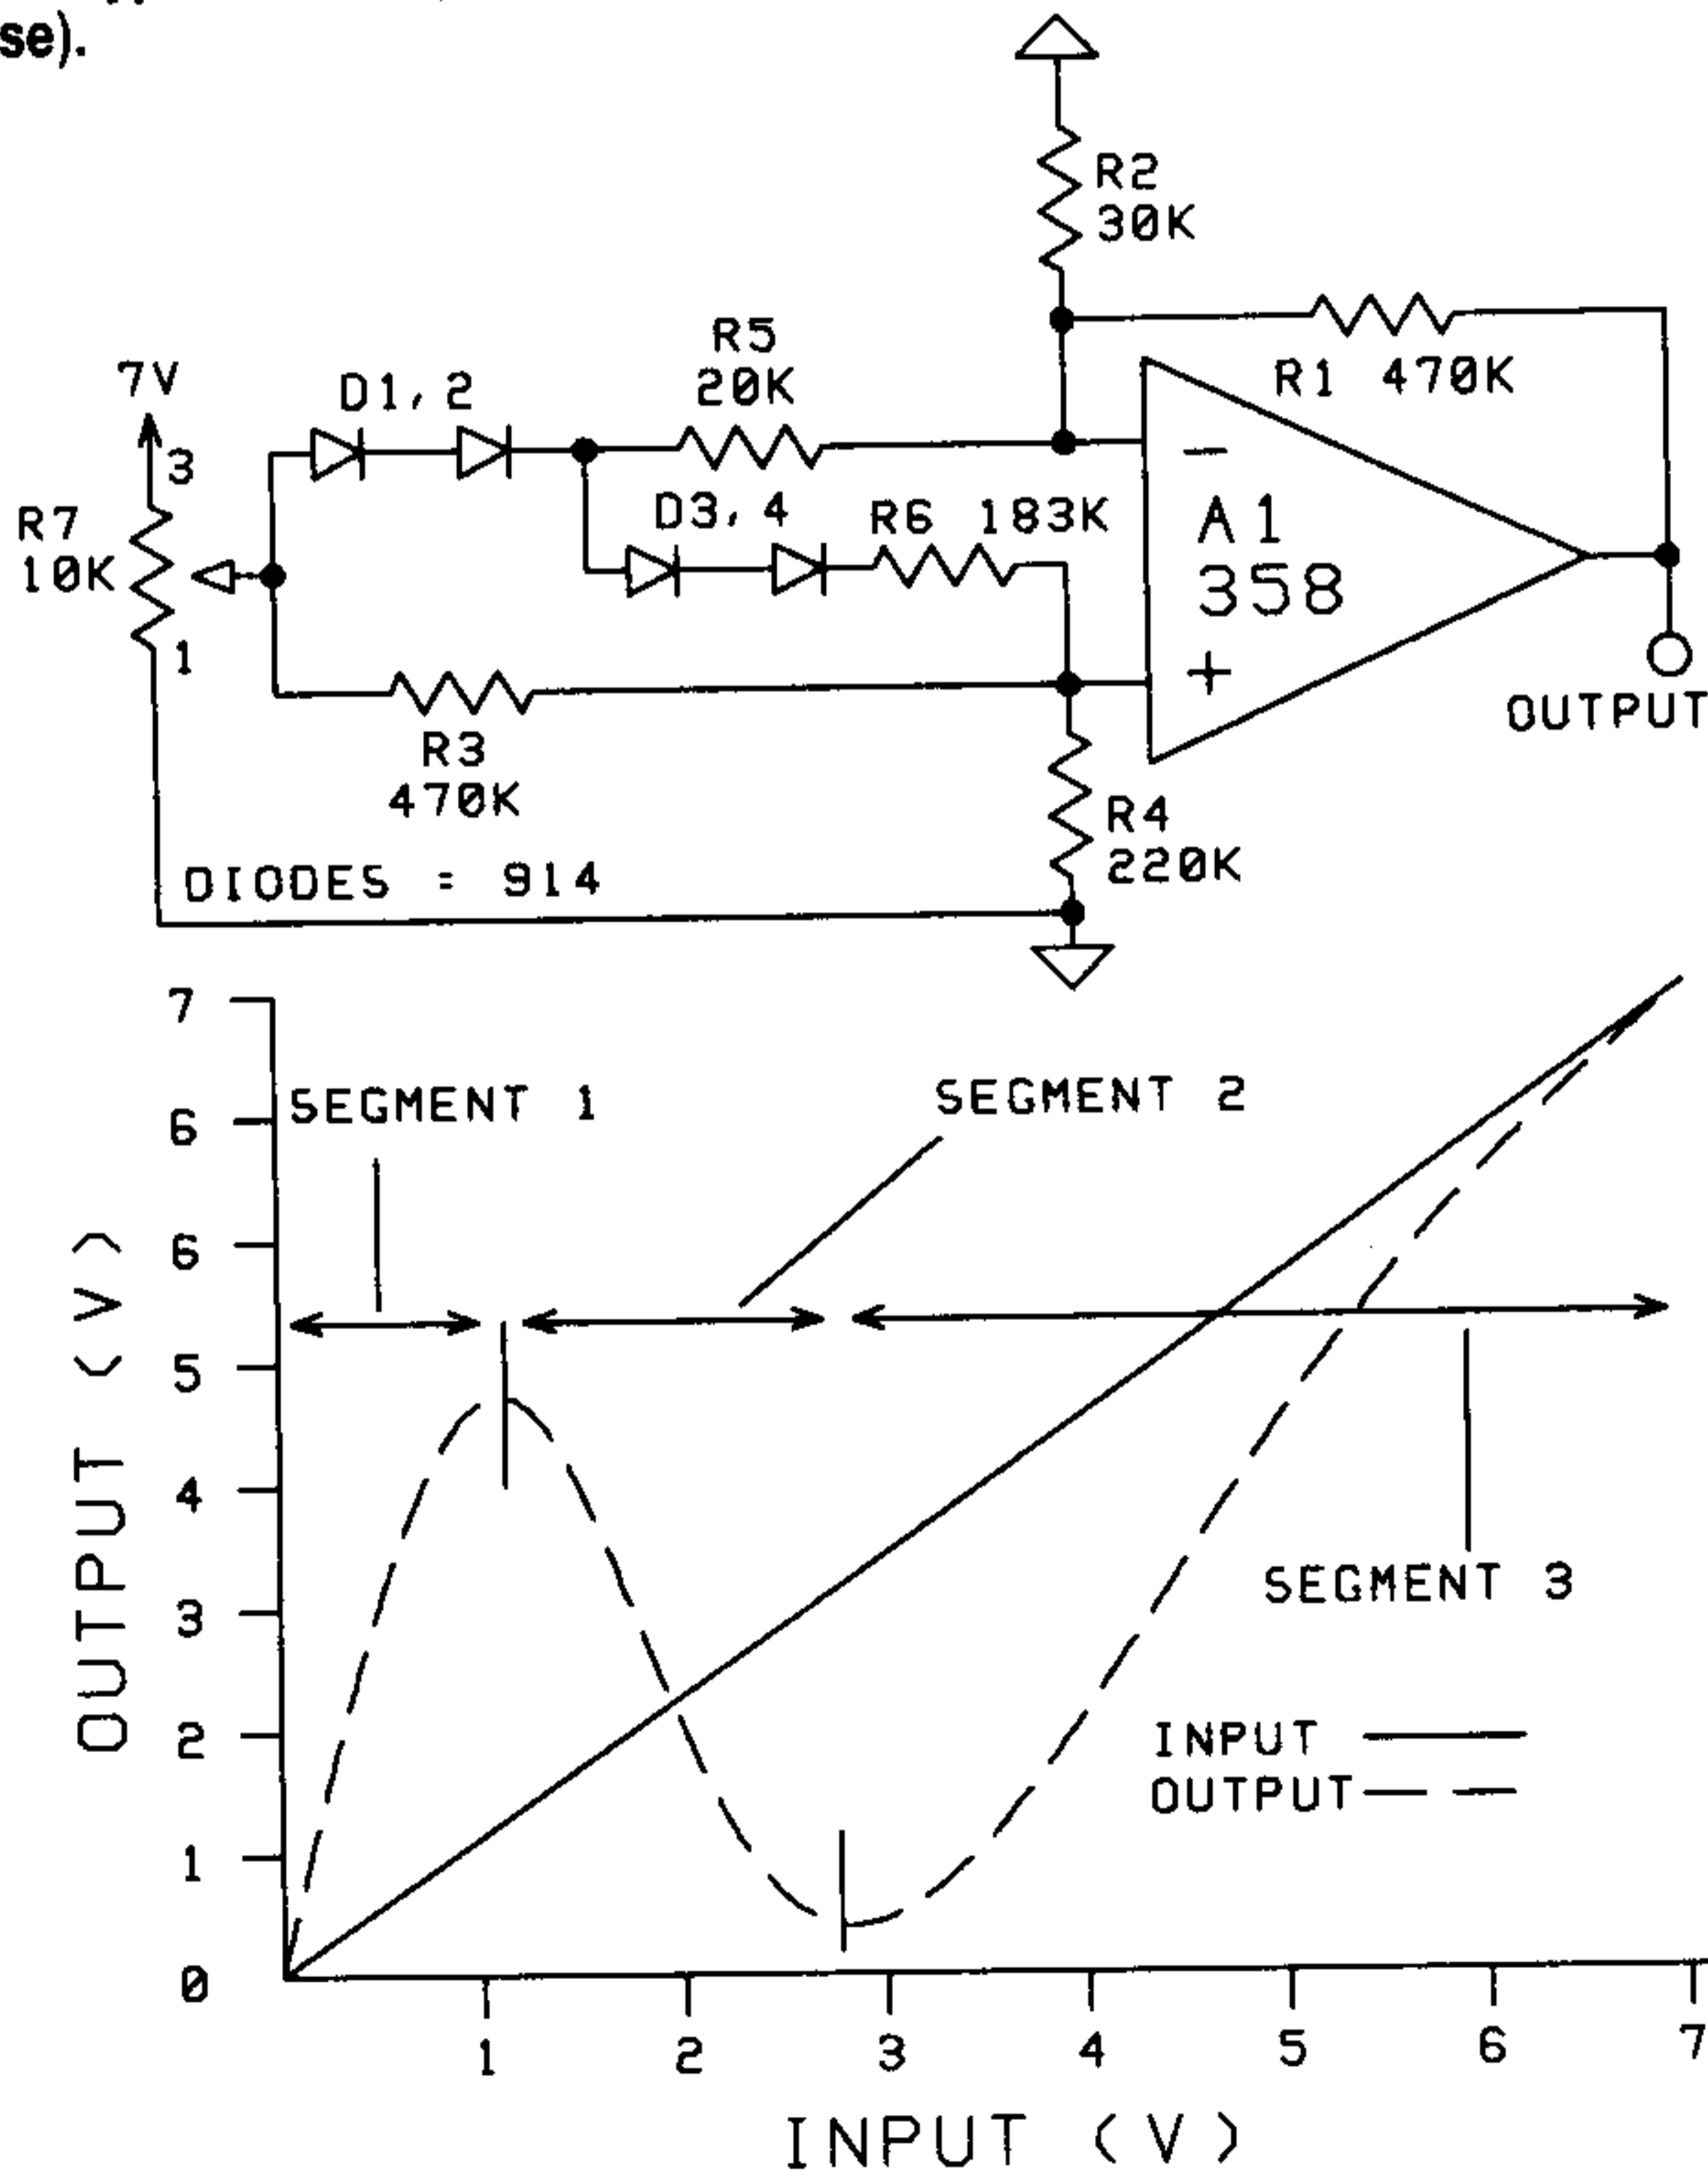 se).
R2
30K
R5
20K
R1 470K
7V
D1,2
3
–
D3,4
R6 183K
A1
358
R7
10K
1
+
OUTPUT
R3
470K
R4
220K
DIODES = 914
7
SEGMENT 1
SEGMENT 2
6
6
5
4
3
SEGMENT 3
2
INPUT
OUTPUT
1
0
OUTPUT (V)
1 2 3 4 5 6 7
INPUT (V)